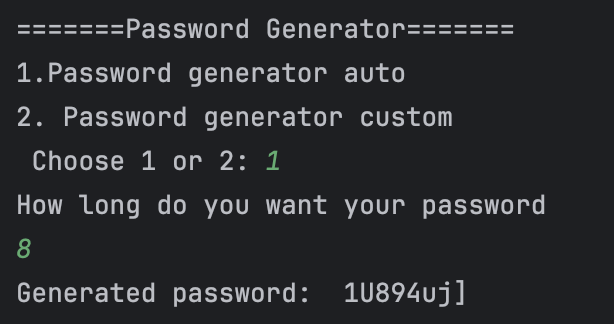 =======Password Generator=======
1.Password generator auto
2. Password generator custom
 Choose 1 or 2: 1
How long do you want your password
8
Generated password:  1U894uj]